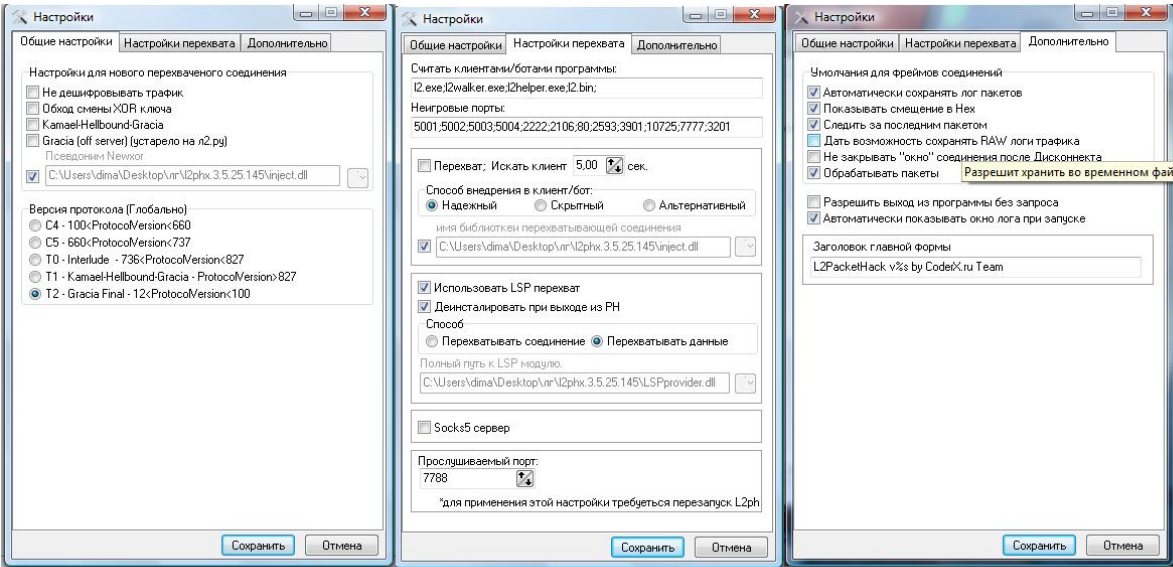 Настройки
Общие настройки
Настройки перехвата
Дополнительно
Настройки для нового перехваченого соединения
Не дешифровывать трафик
Обход смены XOR ключа
Kamael-Hellbound-Gracia
Gracia (off server) (устарело на л2.ру)
Псевдоним Newxor
C:\Users\dima\Desktop\лг\l2phx.3.5.25.145\inject.dll
Версия протокола (Глобально)
C4 - 100<ProtocolVersion<660
C5 - 660<ProtocolVersion<737
T0 - Interlude - 736<ProtocolVersion<827
T1 - Kamael-Hellbound-Gracia - ProtocolVersion>827
T2 - Gracia Final - 12<ProtocolVersion<100
Сохранить
Отмена
Настройки
Общие настройки
Настройки перехвата
Дополнительно
Считать клиентами/ботами программы:
l2.exe;l2walker.exe;l2helper.exe;l2.bin;
Неигровые порты:
5001;5002;5003;5004;2222;2106;80;2593;3901;10725;7777;3201
Перехват; Искать клиент 5,00 сек.
Способ внедрения в клиент/бот:
Надежный Скрытный Альтернативный
имя библиотекеи перехватывающей соединения
C:\Users\dima\Desktop\лг\l2phx.3.5.25.145\inject.dll
Использовать LSP перехват
Деинсталировать при выходе из PH
Способ
Перехватывать соединение Перехватывать данные
Полный путь к LSP модулю.
C:\Users\dima\Desktop\лг\l2phx.3.5.25.145\LSPprovider.dll
Socks5 сервер
Прослушиваемый порт:
7788
*для применения этой настройки требуеться перезапуск L2ph
Сохранить
Отмена
Настройки
Общие настройки
Настройки перехвата
Дополнительно
Умолчания для фреймов соединений
Автоматически сохранять лог пакетов
Показывать смещение в Hex
Следить за последним пакетом
Дать возможность сохранять RAW логи трафика
Не закрывать "окно" соединения после Дисконнекта
Обрабатывать пакеты
Разрешит хранить во временном фай
Разрешить выход из программы без запроса
Автоматически показывать окно лога при запуске
Заголовок главной формы
L2PacketHack v%s by CoderX.ru Team
Сохранить
Отмена